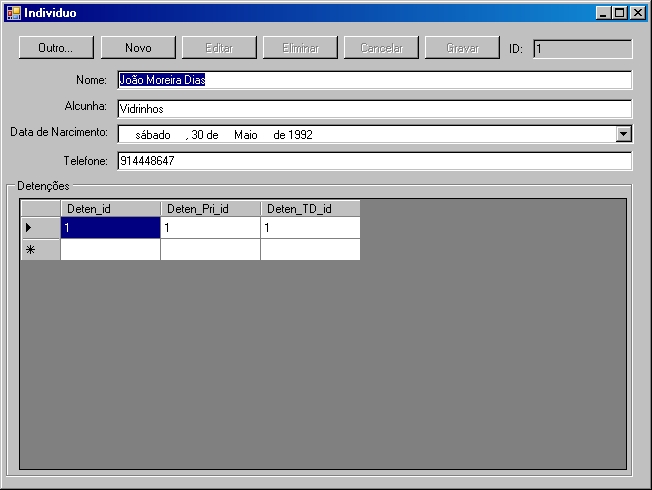 Individuo
Outro... Novo Editar Eliminar Cancelar Gravar ID: 1
Nome: João Moreira Dias
Alcunha: Vidrinhos
Data de Narcimento: sábado , 30 de Maio de 1992
Telefone: 914448647
Detenções
Deten_id Deten_Pri_id Deten_TD_id
1 1 1